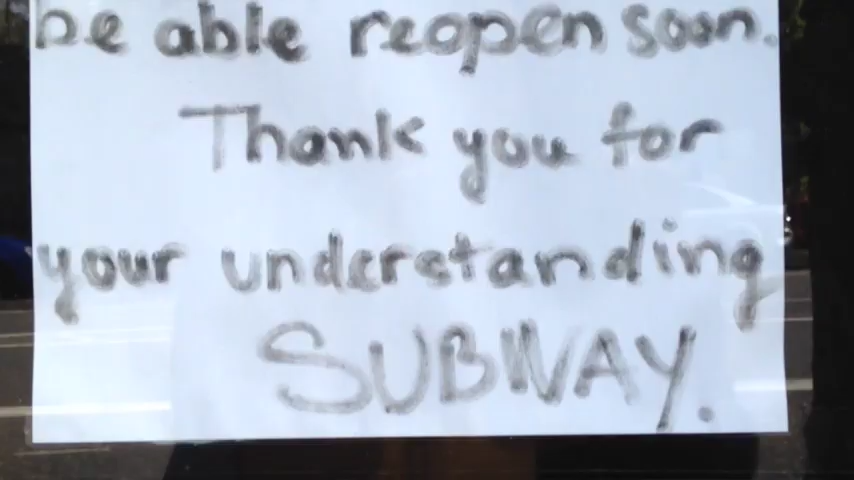 be able reopen soon.
Thank you for
your understanding
SUBWAY.